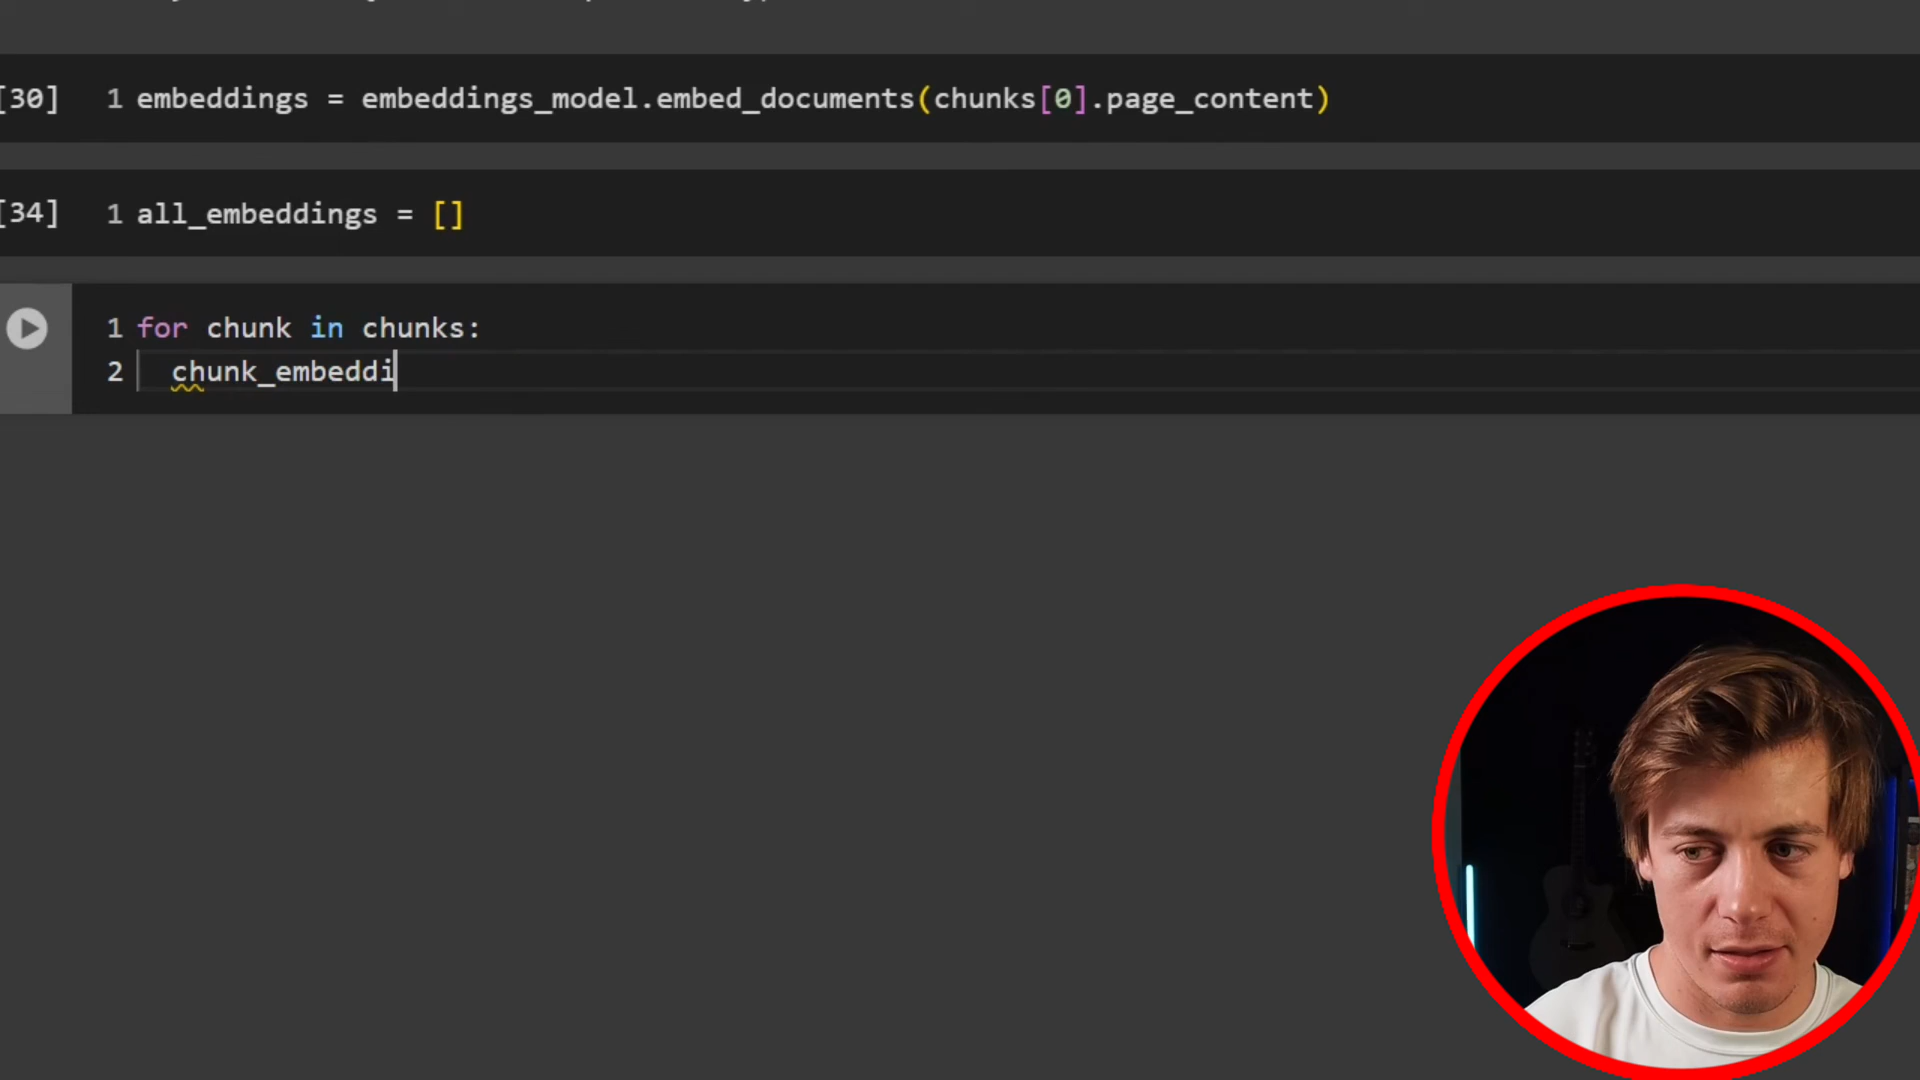 [30] 1 embeddings = embeddings_model.embed_documents(chunks[0].page_content)
[34] 1 all_embeddings = []
1 for chunk in chunks:
2 chunk_embeddi